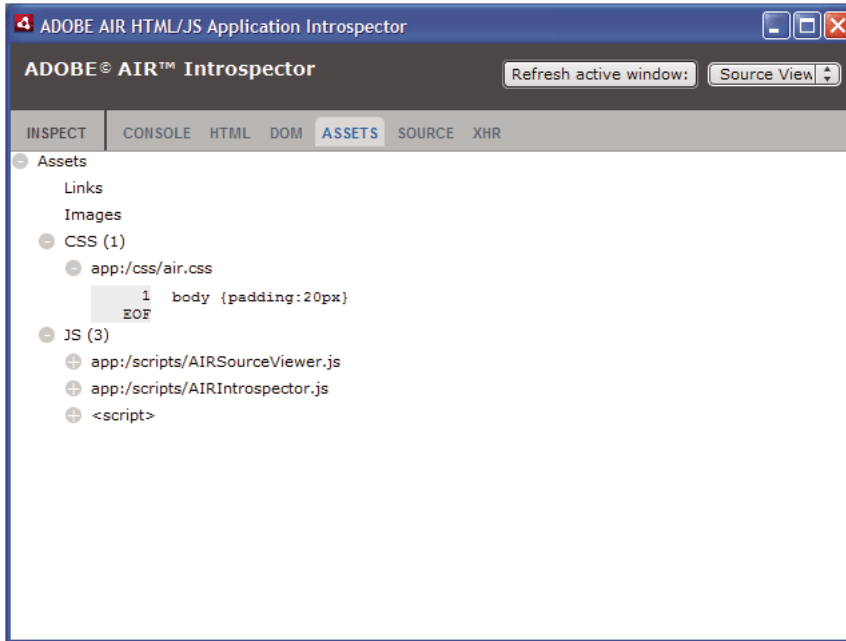 ADOBE AIR HTML/JS Application Introspector
ADOBE© AIR™ Introspector
Refresh active window:
Source View
INSPECT CONSOLE HTML DOM ASSETS SOURCE XHR
Assets
Links
Images
CSS (1)
app:/css/air.css
1 body {padding:20px}
EOF
JS (3)
app:/scripts/AIRSourceViewer.js
app:/scripts/AIRIntrospector.js
<script>